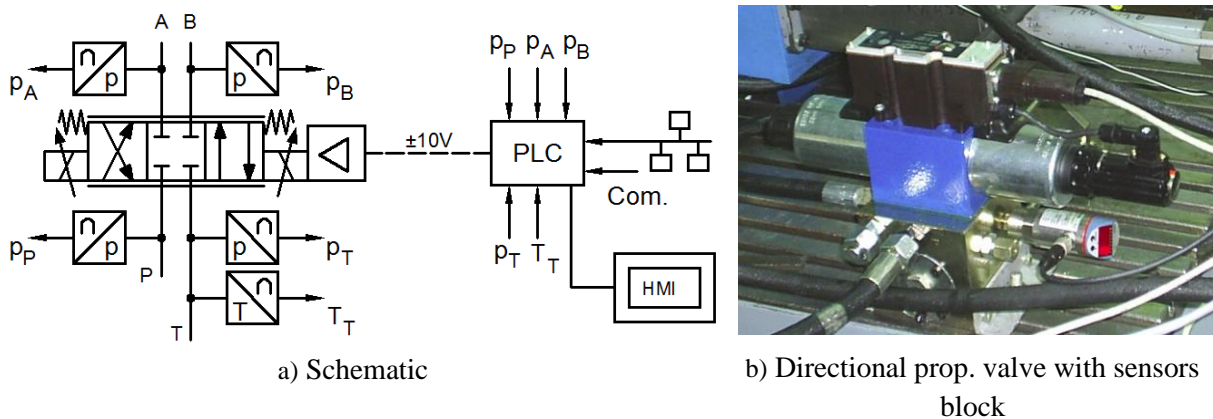 A B
p_A
∩
p
∩
p
p_B
±10V
p_P
∩
p
P
∩
p
p_T
∩
T
T_T
T
p_P p_A p_B
PLC
Com.
p_T T_T
HMI
a) Schematic
b) Directional prop. valve with sensors
block